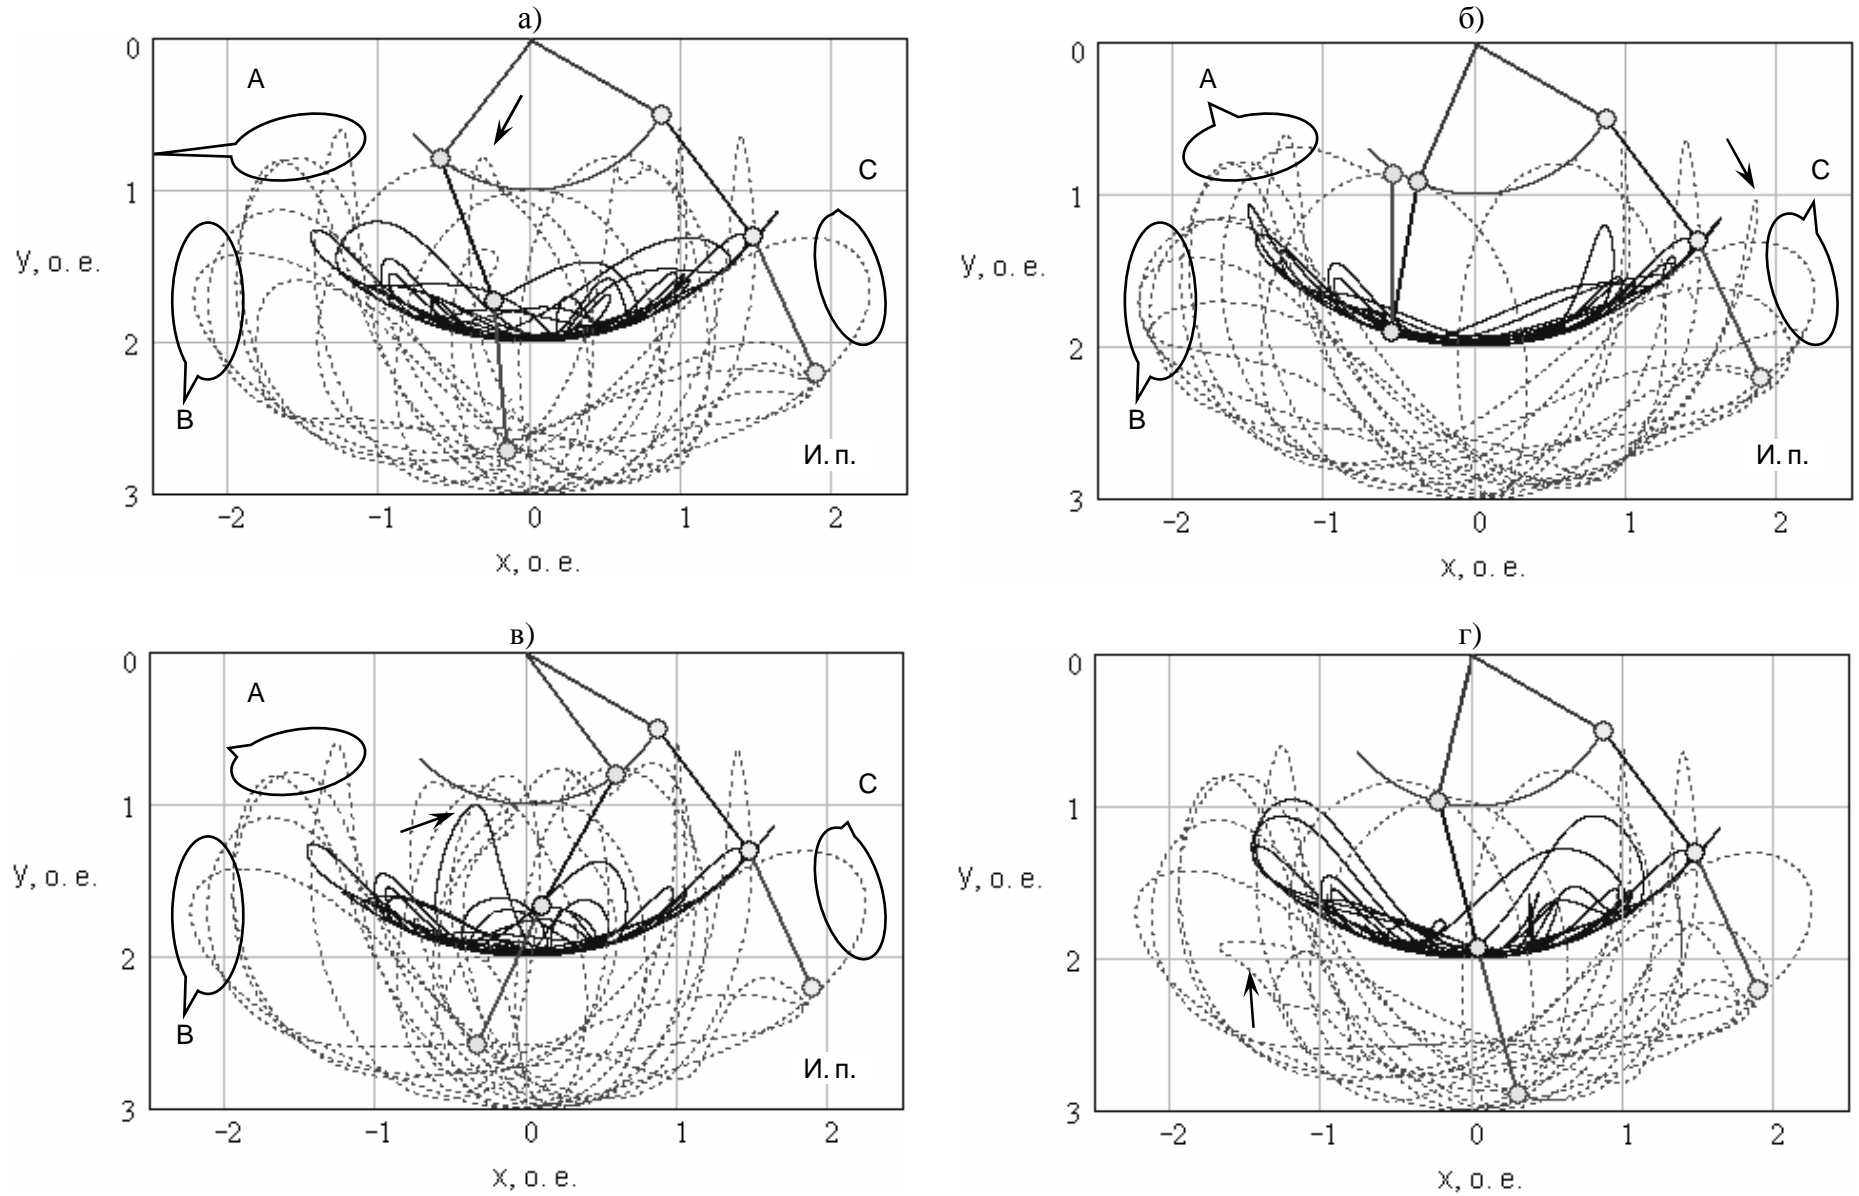 а)
0
1
2
3
-2
-1
0
1
2
y, о. е.
x, о. е.
A
B
C
И. п.
б)
0
1
2
3
-2
-1
0
1
2
y, о. е.
x, о. е.
A
B
C
И. п.
в)
0
1
2
3
-2
-1
0
1
2
y, о. е.
x, о. е.
A
B
C
И. п.
г)
0
1
2
3
-2
-1
0
1
2
y, о. е.
x, о. е.